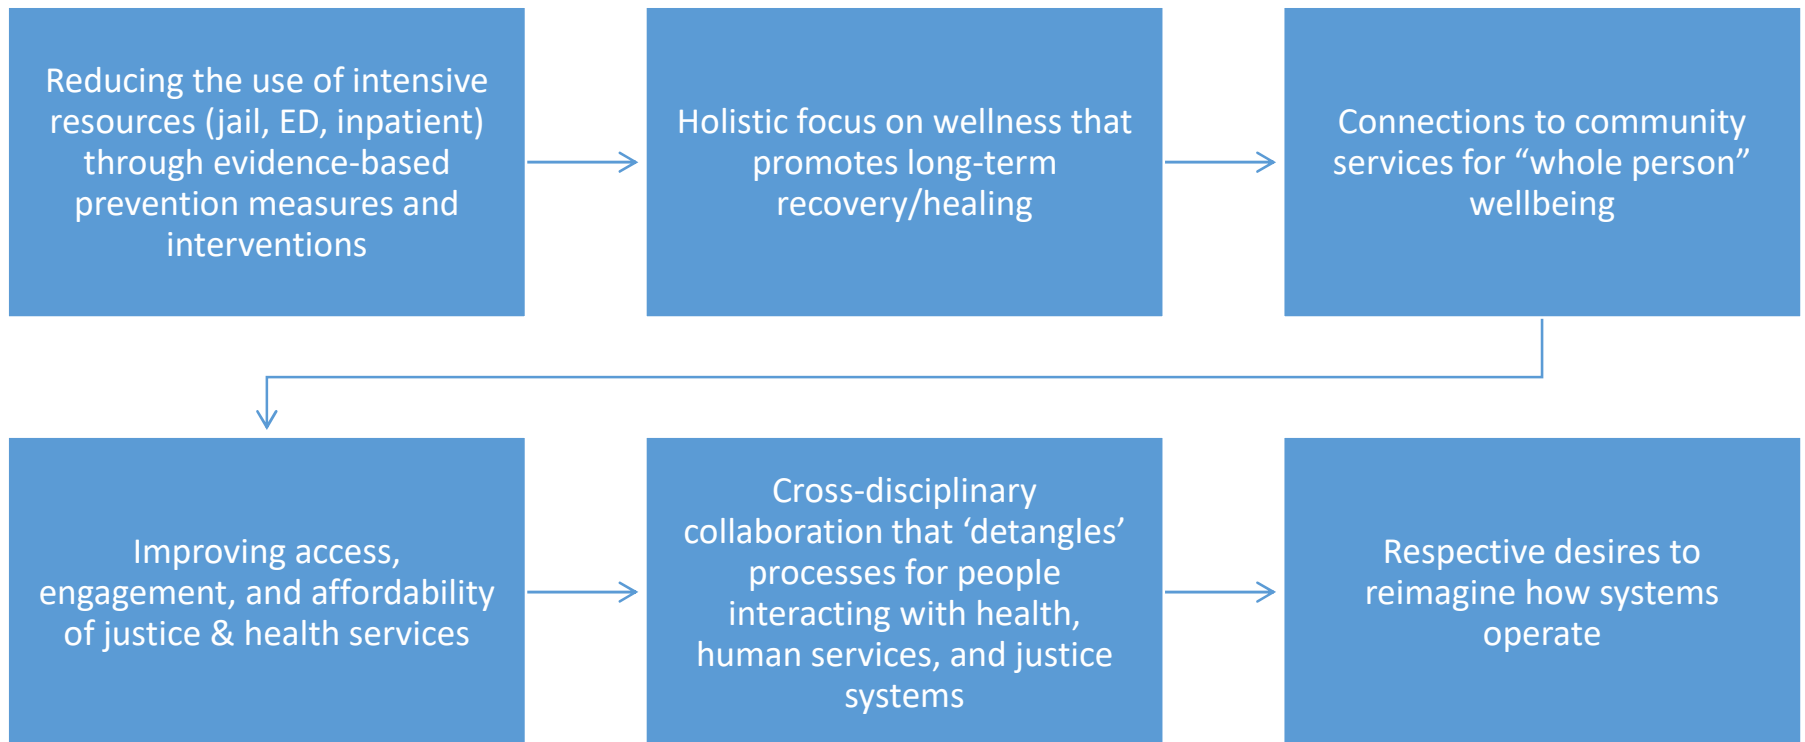 Reducing the use of intensive
resources (jail, ED, inpatient)
through evidence-based
prevention measures and
interventions
Holistic focus on wellness that
promotes long-term
recovery/healing
Connections to community
services for “whole person”
wellbeing
Improving access,
engagement, and affordability
of justice & health services
Cross-disciplinary
collaboration that ‘detangles’
processes for people
interacting with health,
human services, and justice
systems
Respective desires to
reimagine how systems
operate